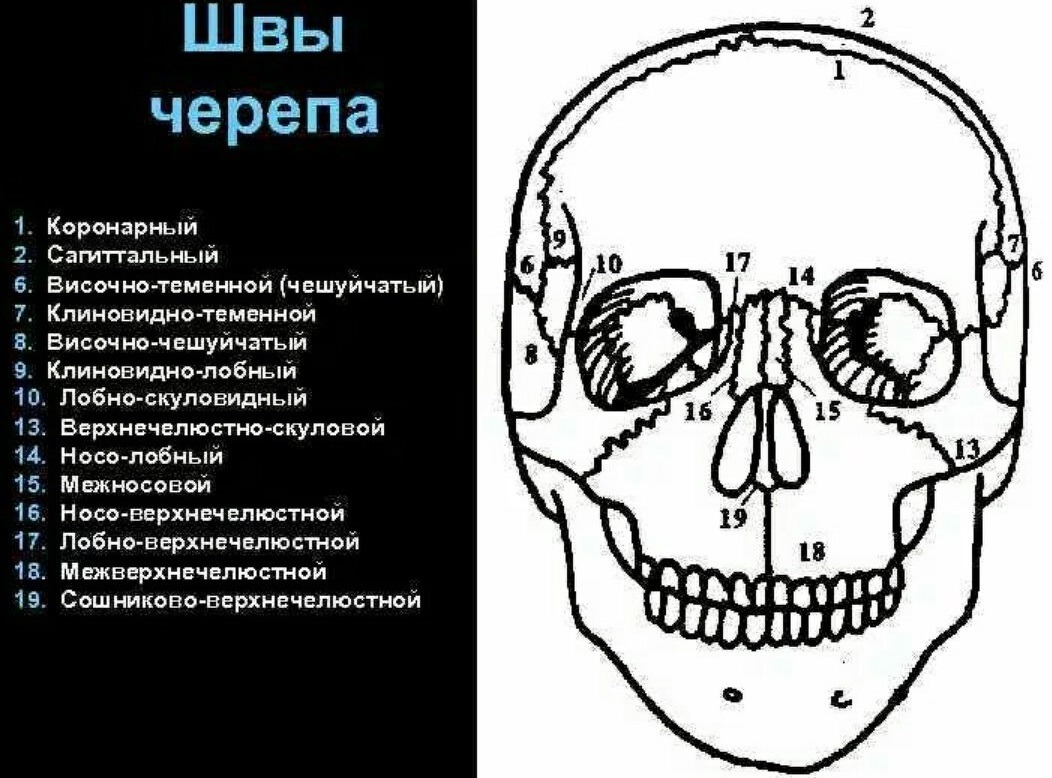 Швы
черепа
1. Коронарный
2. Сагиттальный
6. Височно-теменной (чешуйчатый)
7. Клиновидно-теменной
8. Височно-чешуйчатый
9. Клиновидно-лобный
10. Лобно-скуловидный
13. Верхнечелюстно-скуловой
14. Носо-лобный
15. Межносовой
16. Носо-верхнечелюстной
17. Лобно-верхнечелюстной
18. Межверхнечелюстной
19. Сошниково-верхнечелюстной
2
1
9
7
6
10
17
14
6
8
16
15
13
19
18